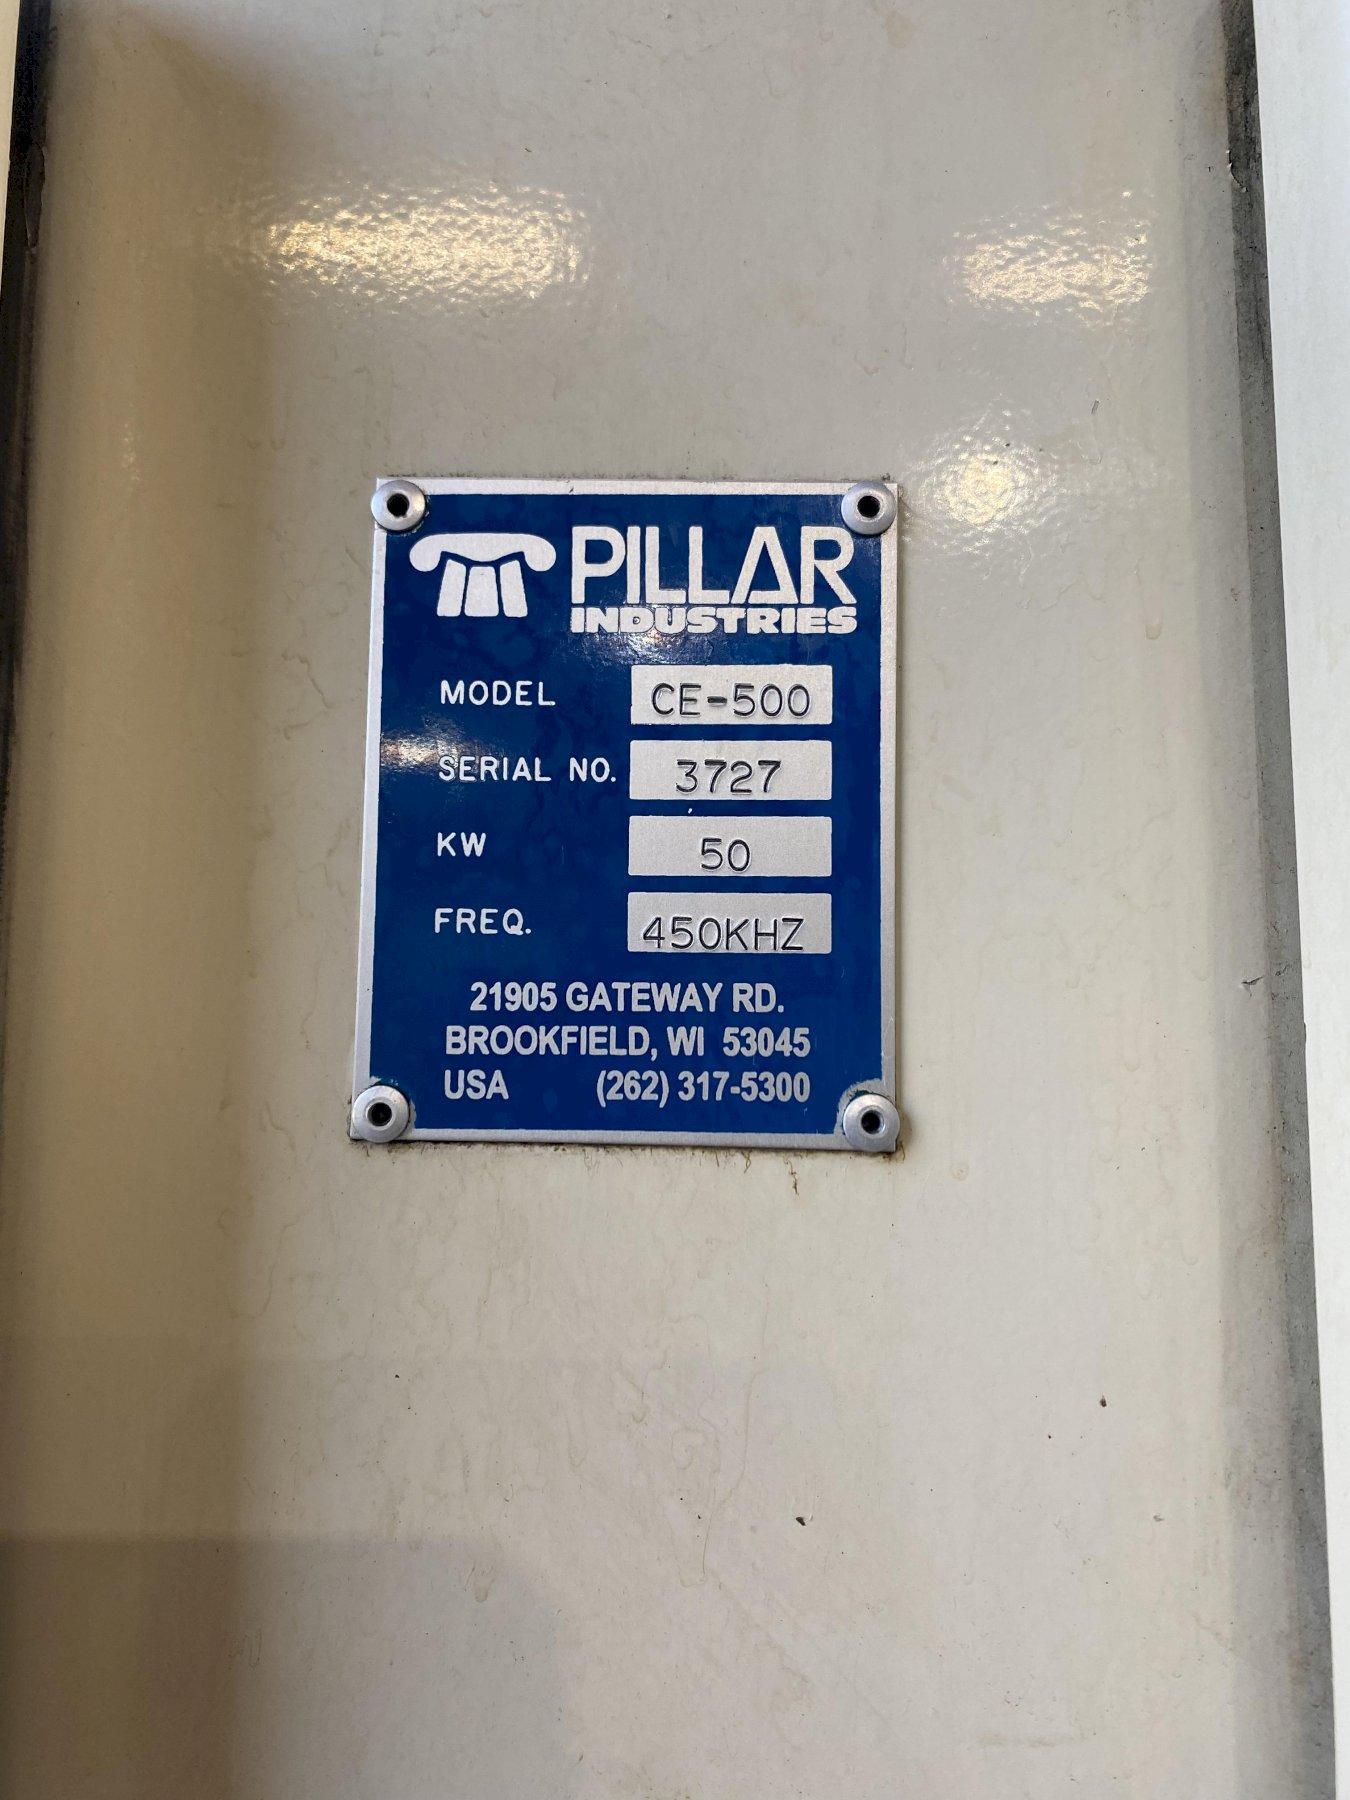 PILLAR
INDUSTRIES
MODEL CE-500
SERIAL NO. 3727
KW 50
FREQ. 450KHZ
21905 GATEWAY RD.
BROOKFIELD, WI 53045
USA (262) 317-5300